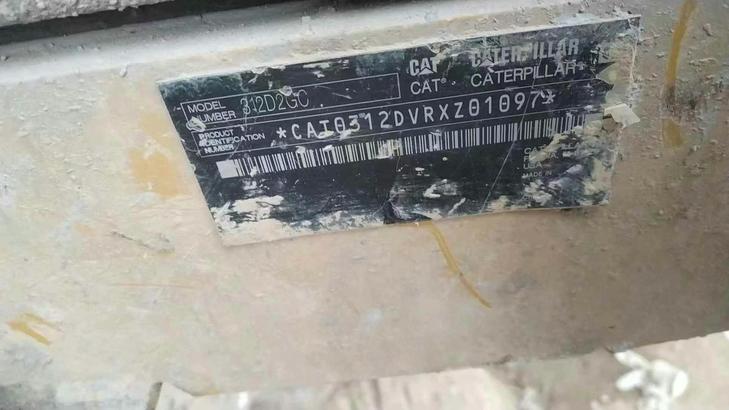 CAT CATERPILLAR
CAT® CATERPILLAR®
MODEL NUMBER 312D2GC
PRODUCT IDENTIFICATION NUMBER *CAT0312DVRXZ01097*
MADE IN